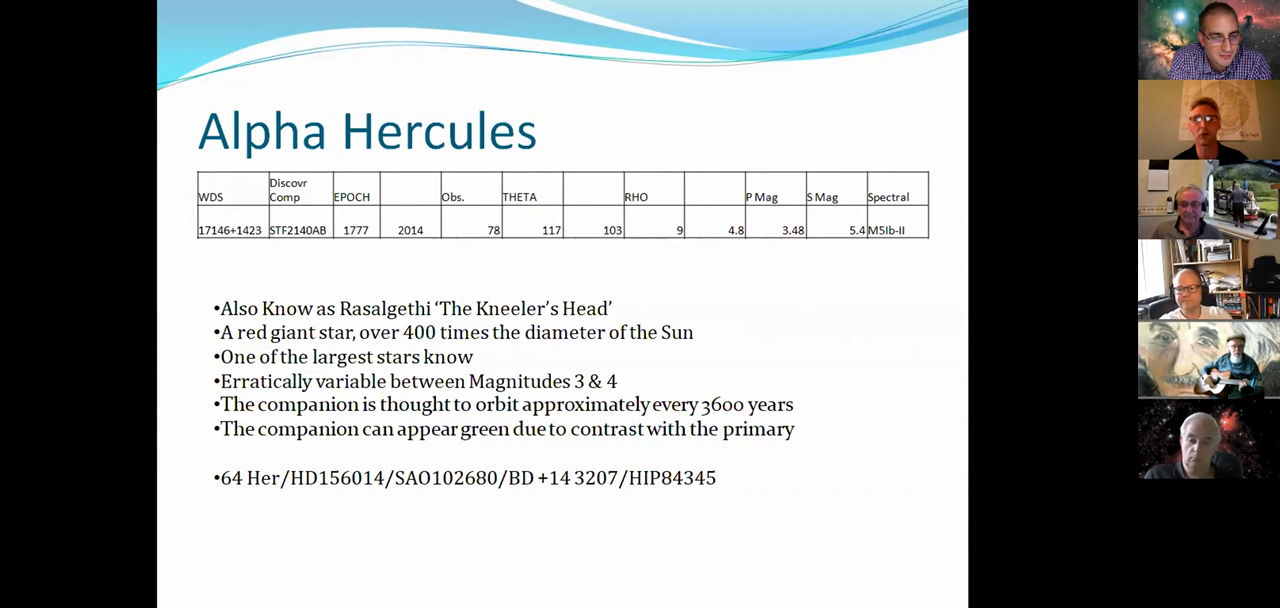 Alpha Hercules
WDS Discovr Comp EPOCH Obs. THETA RHO P Mag S Mag Spectral
17146+1423 STF2140AB 1777 2014 78 117 103 9 4.8 3.48 5.4 M5Ib-II
•Also Know as Rasalgethi ‘The Kneeler’s Head’
•A red giant star, over 400 times the diameter of the Sun
•One of the largest stars know
•Erratically variable between Magnitudes 3 & 4
•The companion is thought to orbit approximately every 3600 years
•The companion can appear green due to contrast with the primary
•64 Her/HD156014/SAO102680/BD +14 3207/HIP84345